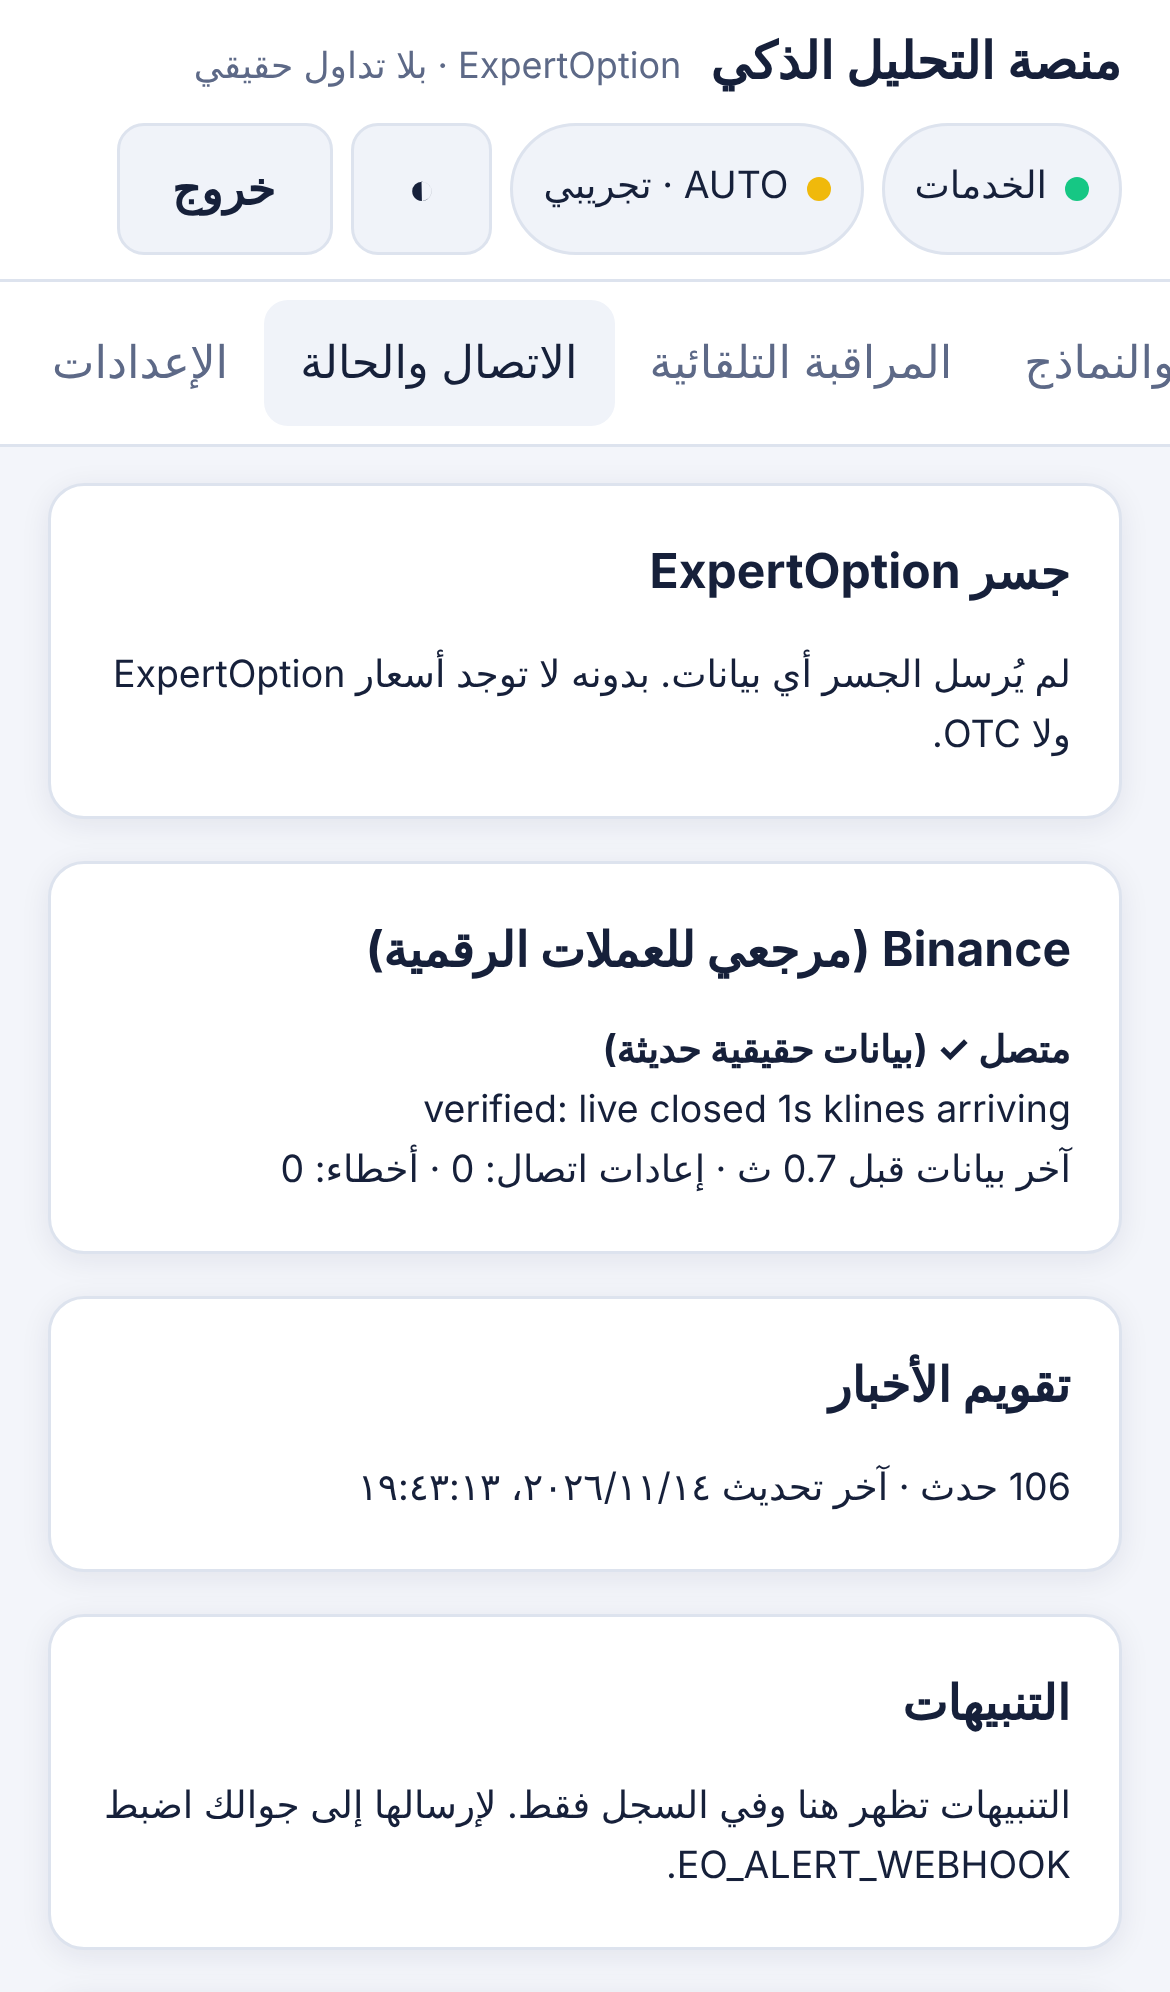 منصة التحليل الذكي ExpertOption · بلا تداول حقيقي
الخدمات
AUTO · تجريبي
خروج
والنماذج
المراقبة التلقائية
الاتصال والحالة
الإعدادات
جسر ExpertOption
لم يُرسل الجسر أي بيانات. بدونه لا توجد أسعار ExpertOption
ولا OTC.
Binance (مرجعي للعملات الرقمية)
متصل ✓ (بيانات حقيقية حديثة)
verified: live closed 1s klines arriving
آخر بيانات قبل 0.7 ث · إعادات اتصال: 0 · أخطاء: 0
تقويم الأخبار
106 حدث · آخر تحديث ١٤‏/١١‏/٢٠٢٦، ١٩:٤٣:١٣
التنبيهات
التنبيهات تظهر هنا وفي السجل فقط. لإرسالها إلى جوالك اضبط
EO_ALERT_WEBHOOK.